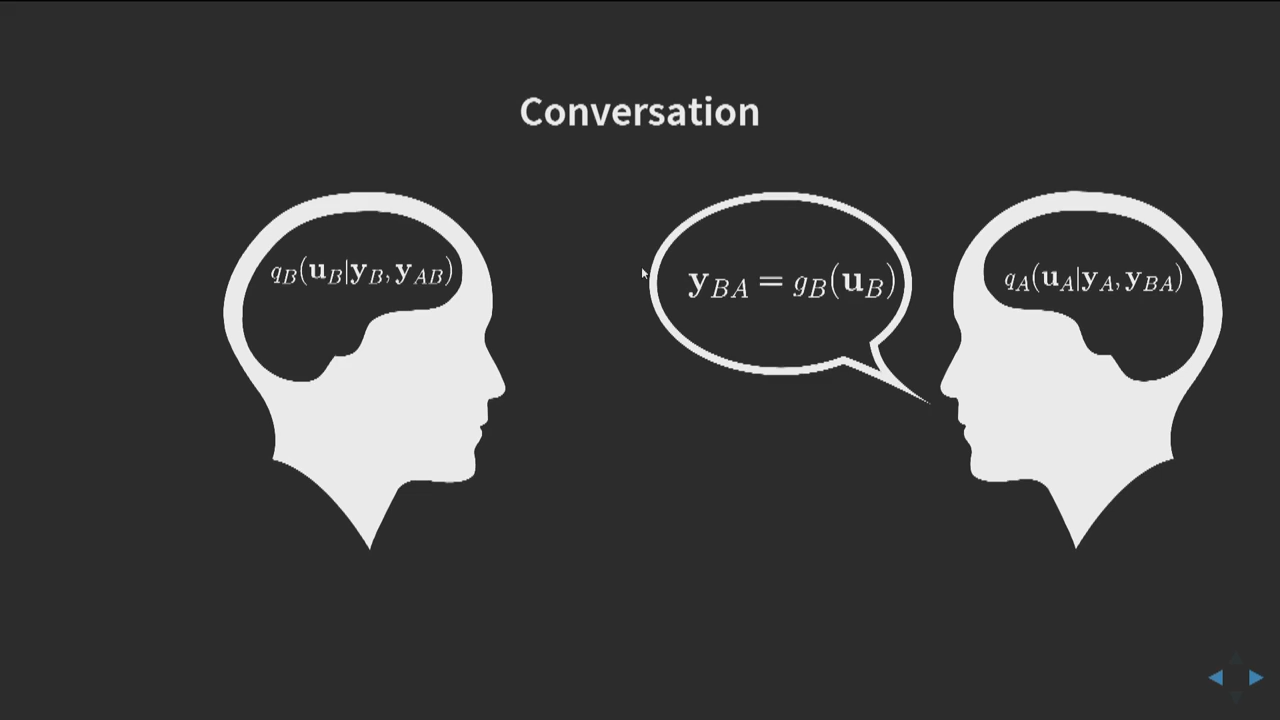 Conversation
q_B(u_B|y_B, y_AB)
y_BA = g_B(u_B)
q_A(u_A|y_A, y_BA)